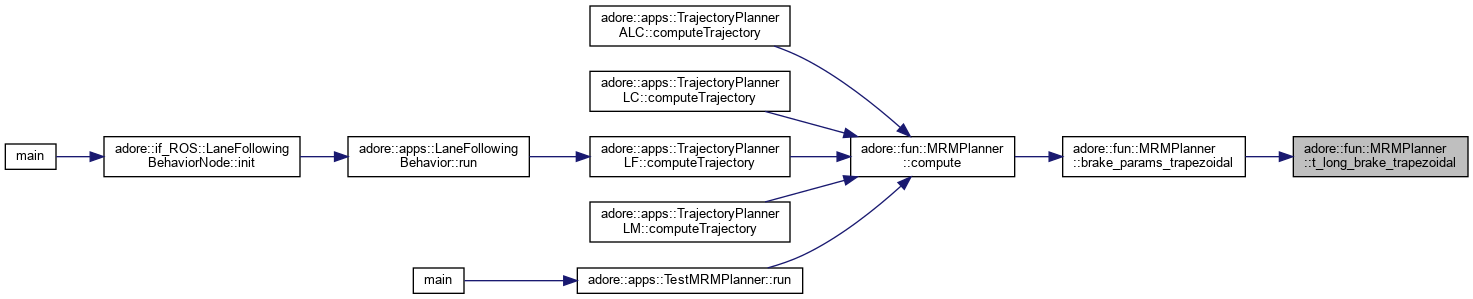 adore::apps::TrajectoryPlanner
ALC::computeTrajectory
adore::apps::TrajectoryPlanner
LC::computeTrajectory
main
adore::if_ROS::LaneFollowing
BehaviorNode::init
adore::apps::LaneFollowing
Behavior::run
adore::apps::TrajectoryPlanner
LF::computeTrajectory
adore::fun::MRMPlanner
::compute
adore::fun::MRMPlanner
::brake_params_trapezoidal
adore::fun::MRMPlanner
::t_long_brake_trapezoidal
adore::apps::TrajectoryPlanner
LM::computeTrajectory
main
adore::apps::TestMRMPlanner::run